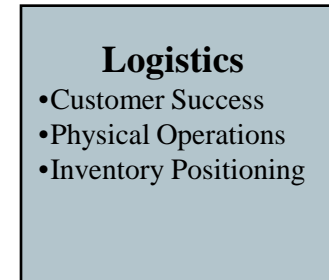 Logistics
•Customer Success
•Physical Operations
•Inventory Positioning